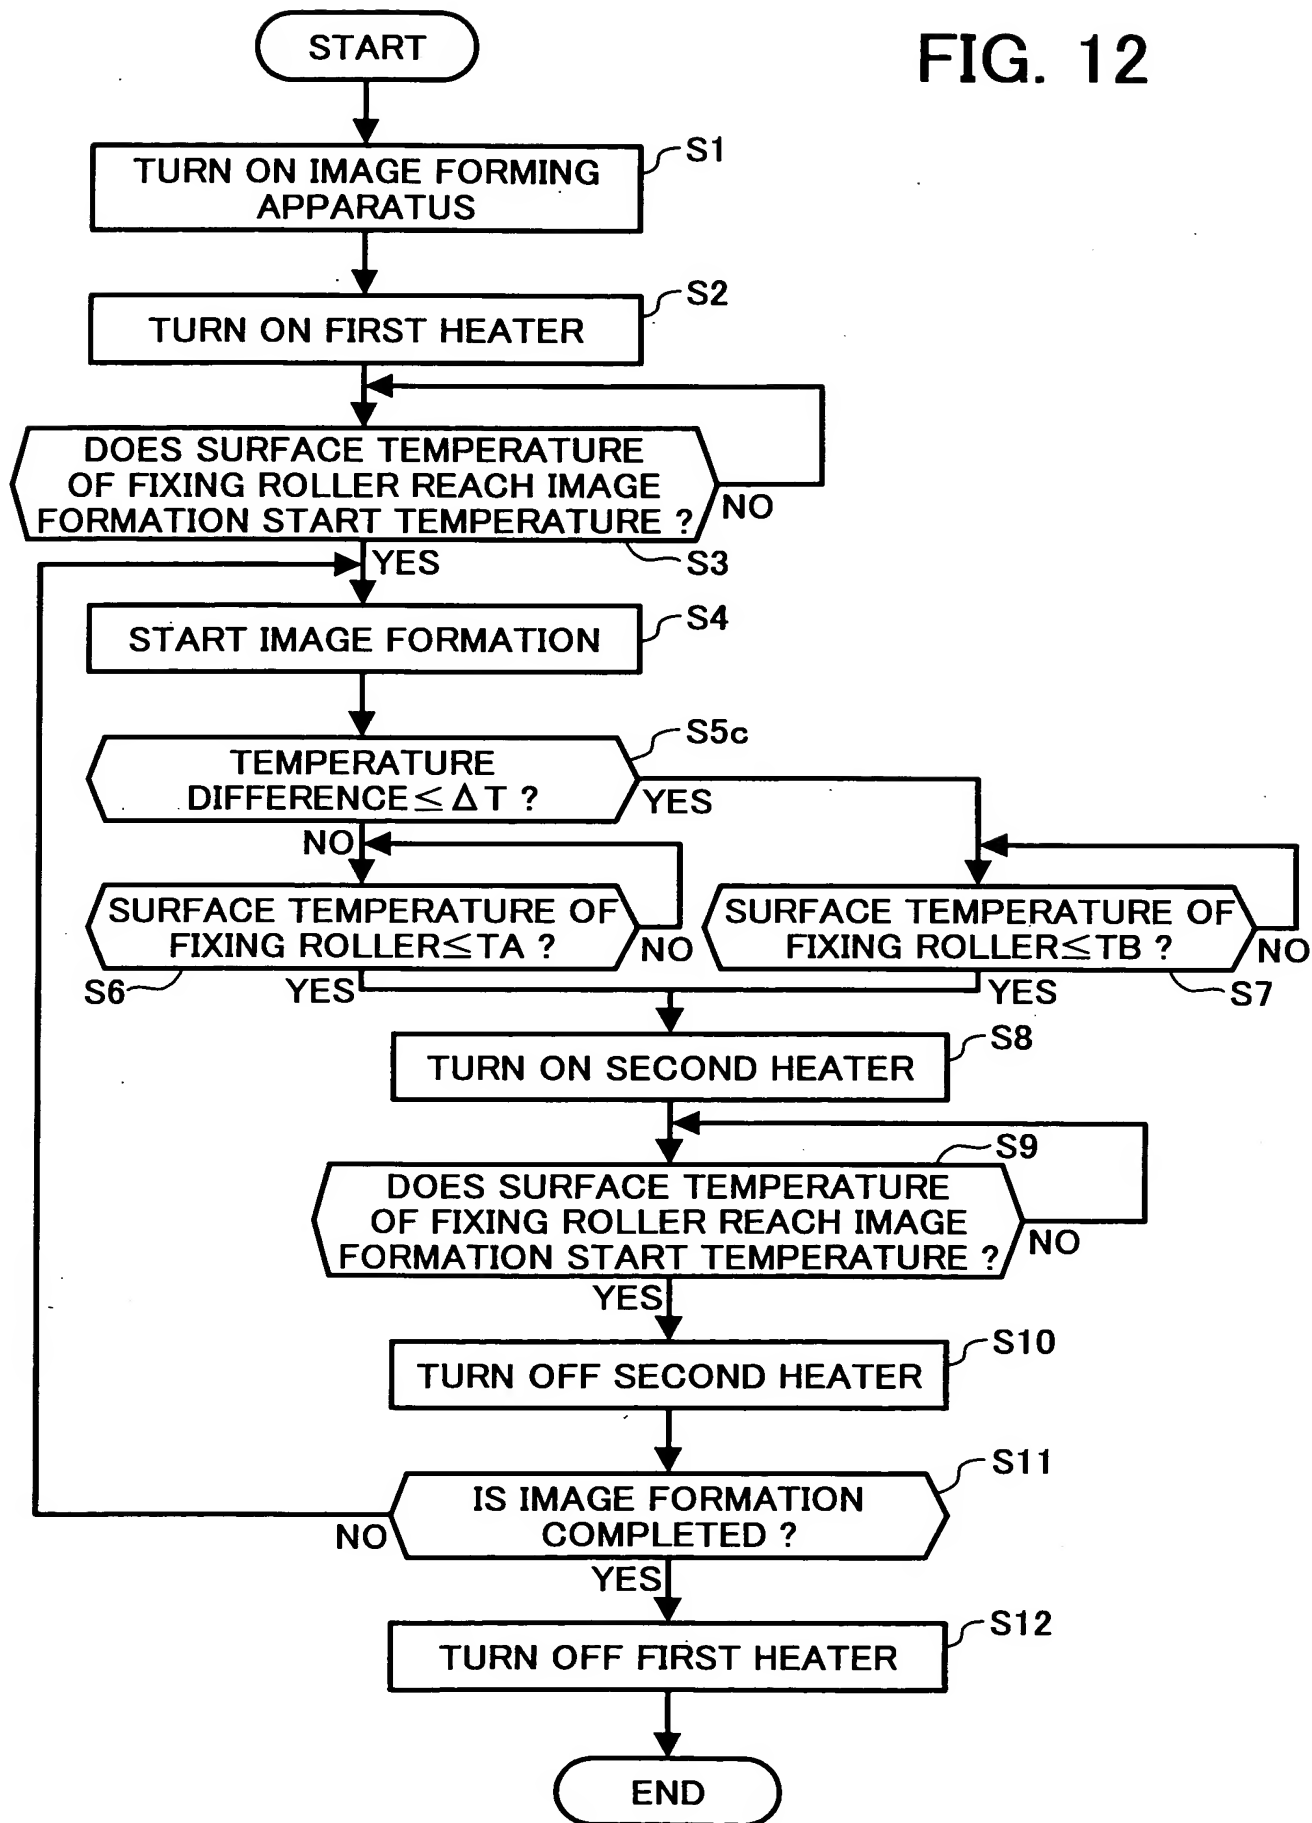 START
FIG. 12
S1
TURN ON IMAGE FORMING
APPARATUS
S2
TURN ON FIRST HEATER
DOES SURFACE TEMPERATURE
OF FIXING ROLLER REACH IMAGE
FORMATION START TEMPERATURE ?
NO
S3
YES
S4
START IMAGE FORMATION
S5c
TEMPERATURE
DIFFERENCE≤ΔT ?
YES
NO
SURFACE TEMPERATURE OF
FIXING ROLLER≤TA ?
NO
S6
YES
SURFACE TEMPERATURE OF
FIXING ROLLER≤TB ?
NO
YES
S7
S8
TURN ON SECOND HEATER
S9
DOES SURFACE TEMPERATURE
OF FIXING ROLLER REACH IMAGE
FORMATION START TEMPERATURE ?
NO
YES
S10
TURN OFF SECOND HEATER
S11
IS IMAGE FORMATION
COMPLETED ?
NO
YES
S12
TURN OFF FIRST HEATER
END